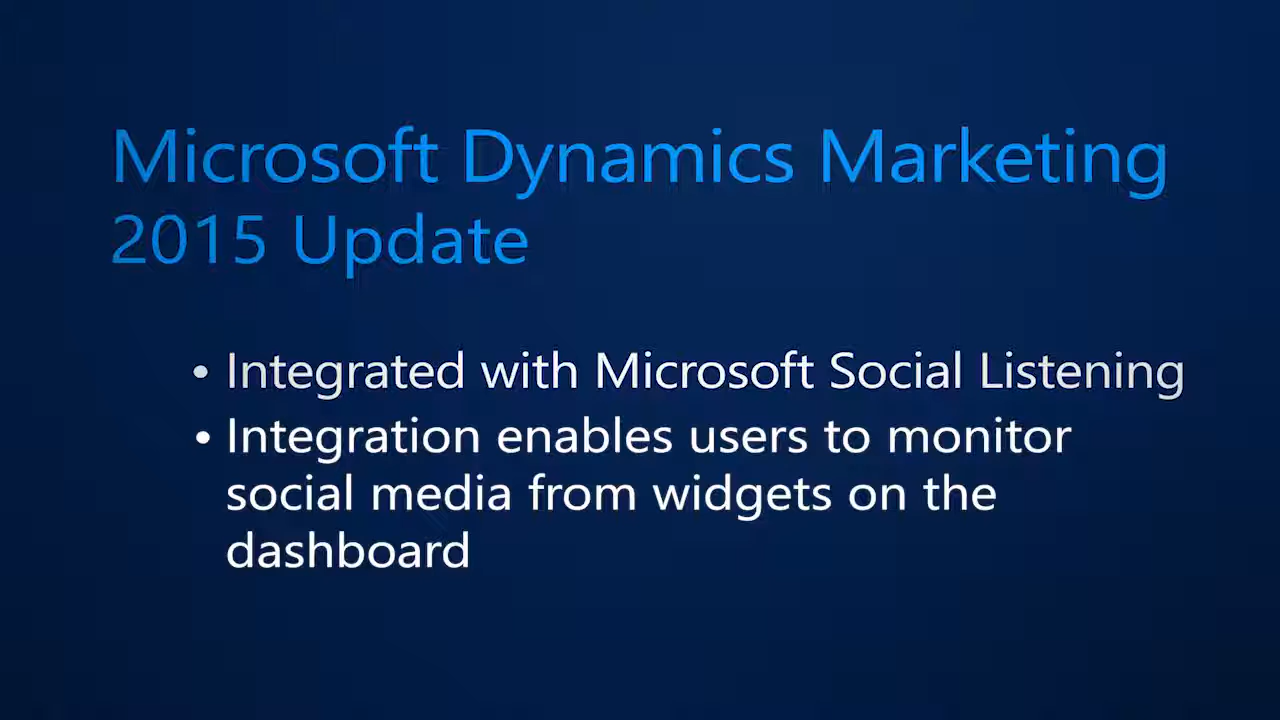 Microsoft Dynamics Marketing
2015 Update
• Integrated with Microsoft Social Listening
• Integration enables users to monitor
social media from widgets on the
dashboard